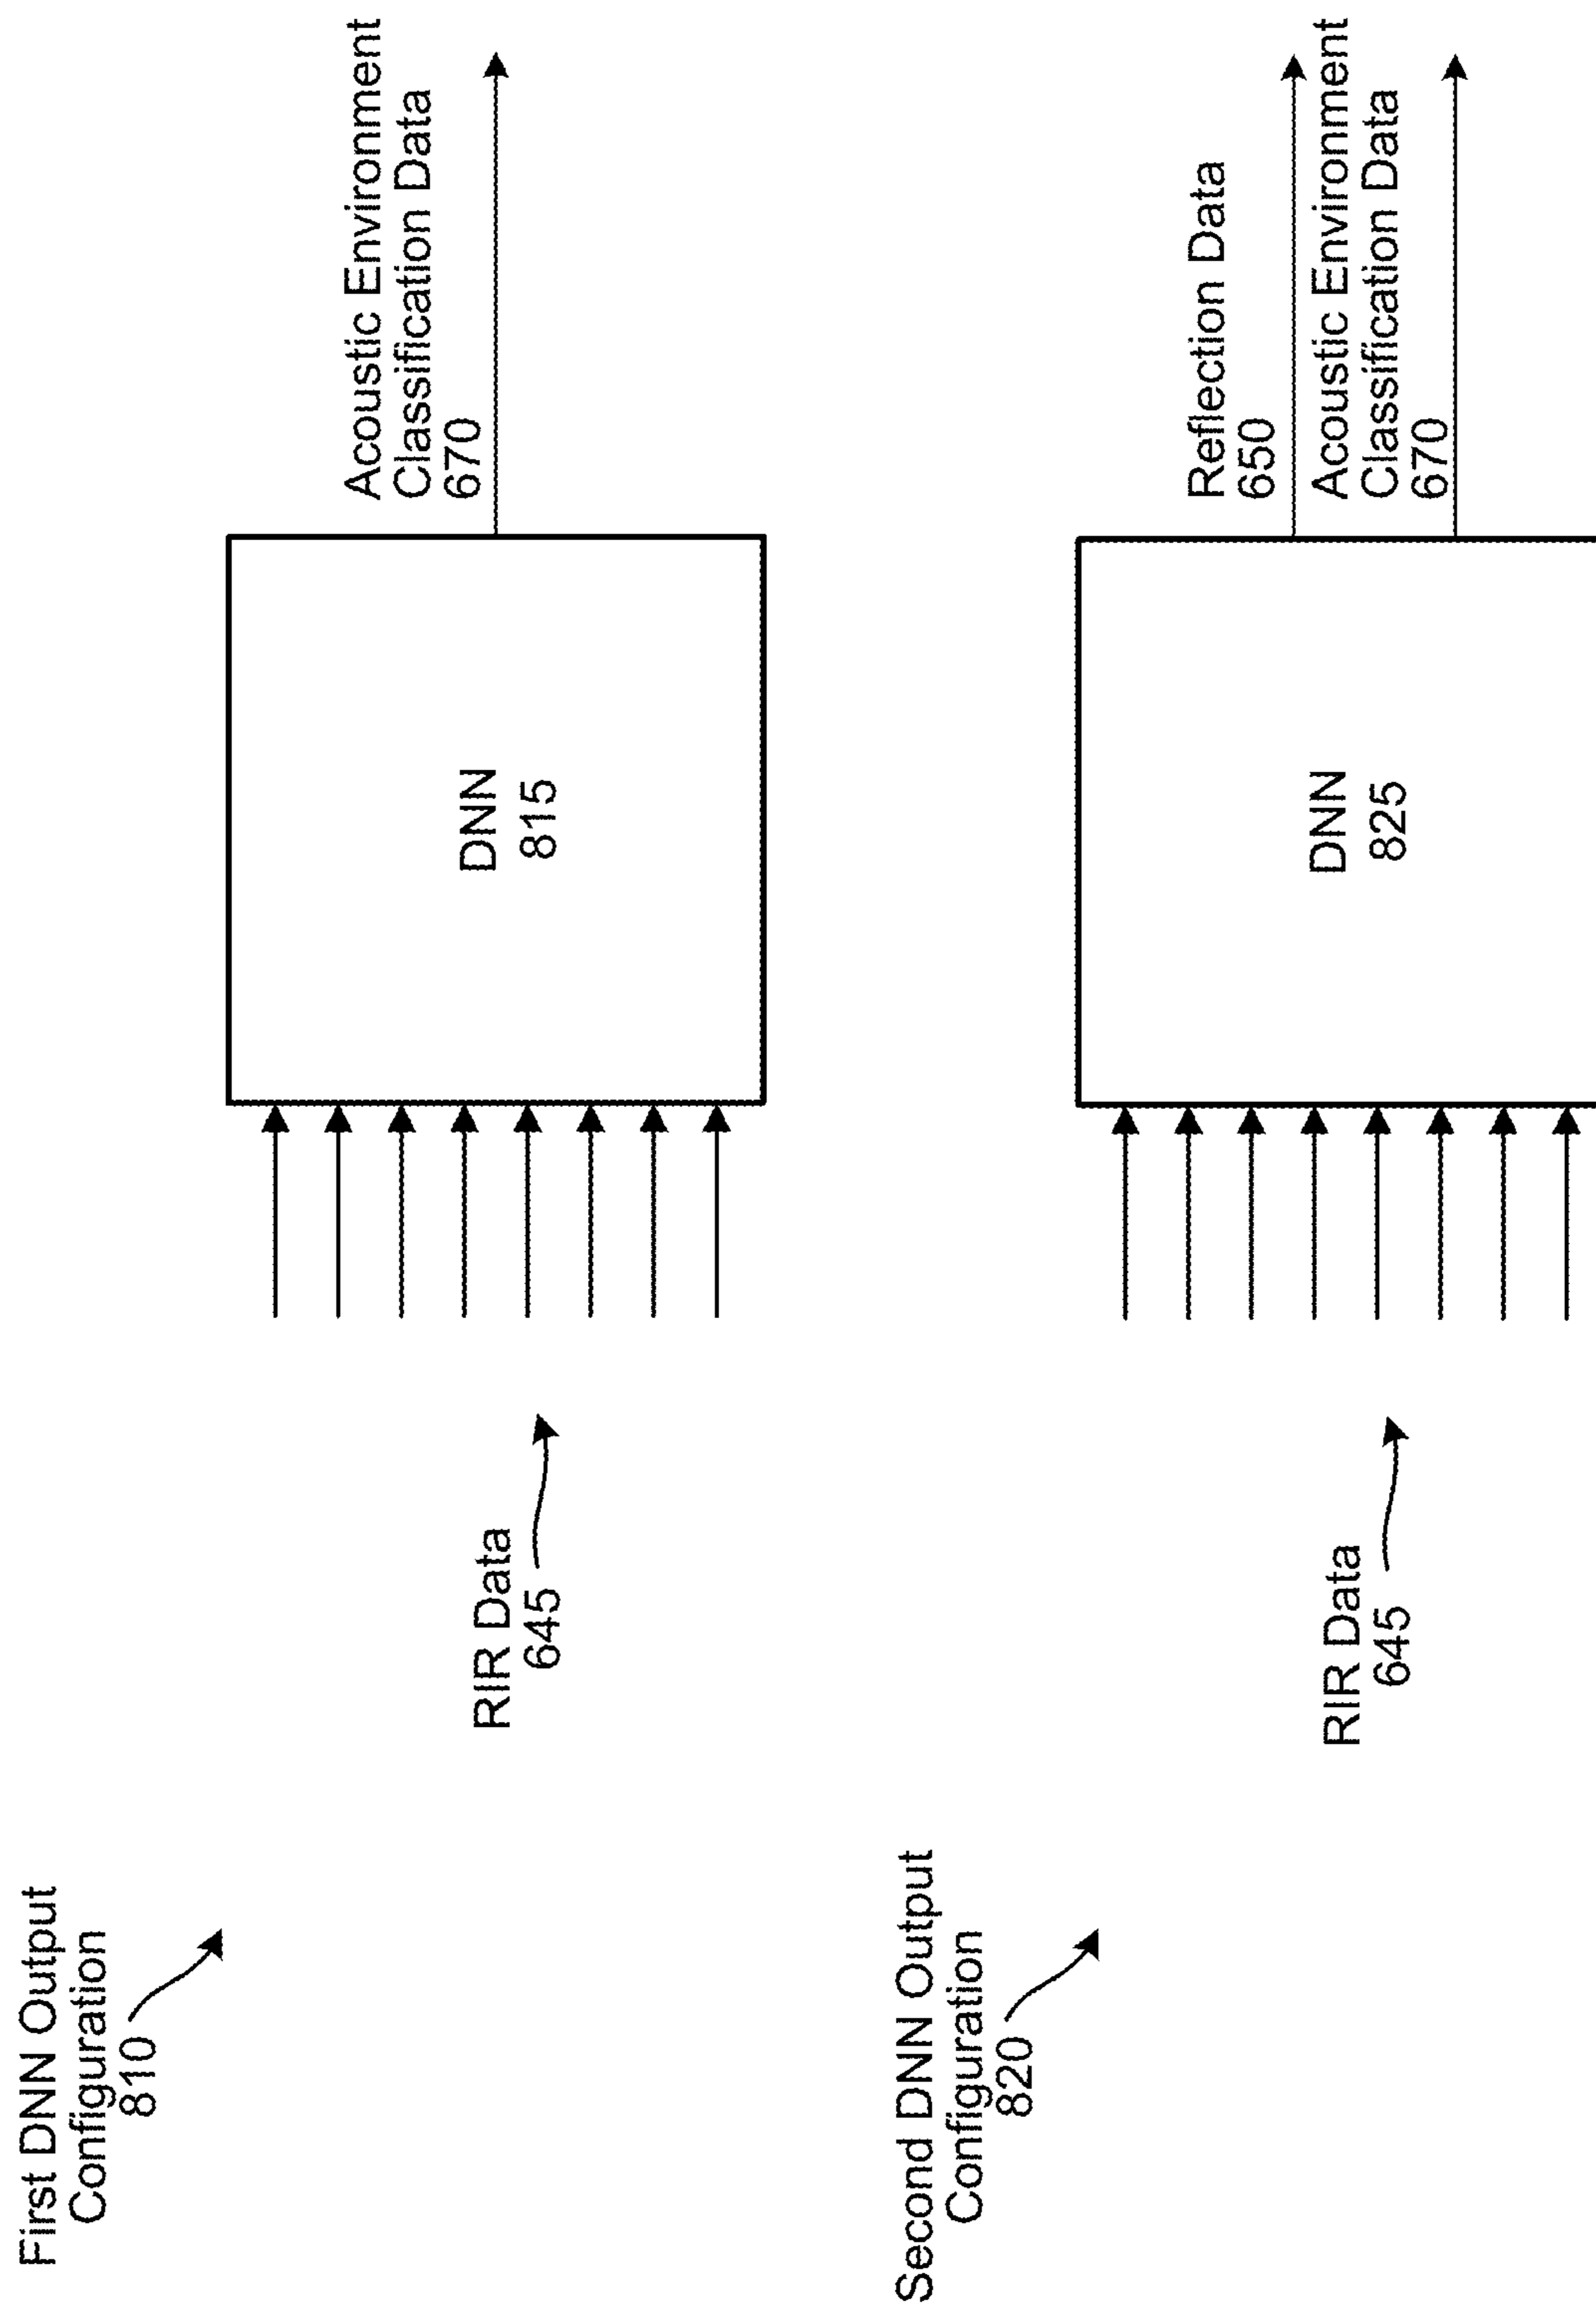 First DNN Output
Configuration
810
RIR Data
645
DNN
815
Acoustic Environment
Classification Data
670
Second DNN Output
Configuration
820
RIR Data
645
DNN
825
Reflection Data
650
Acoustic Environment
Classification Data
670